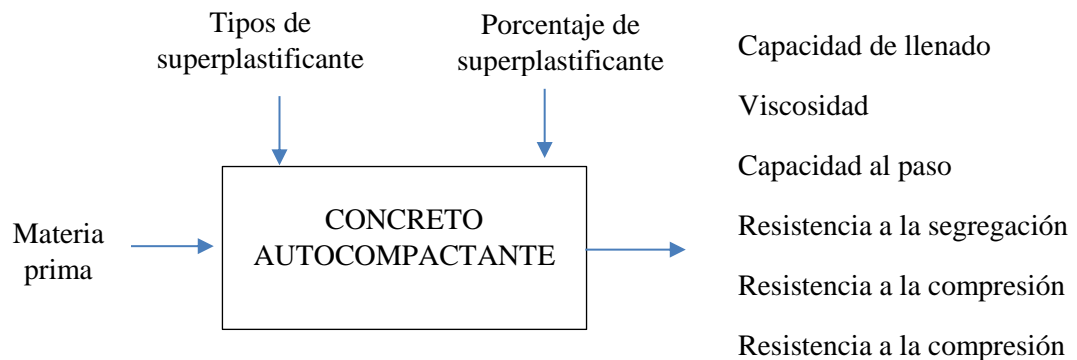 Tipos de
superplastificante
Porcentaje de
superplastificante
Materia
prima
CONCRETO
AUTOCOMPACTANTE
Capacidad de llenado
Viscosidad
Capacidad al paso
Resistencia a la segregación
Resistencia a la compresión
Resistencia a la compresión